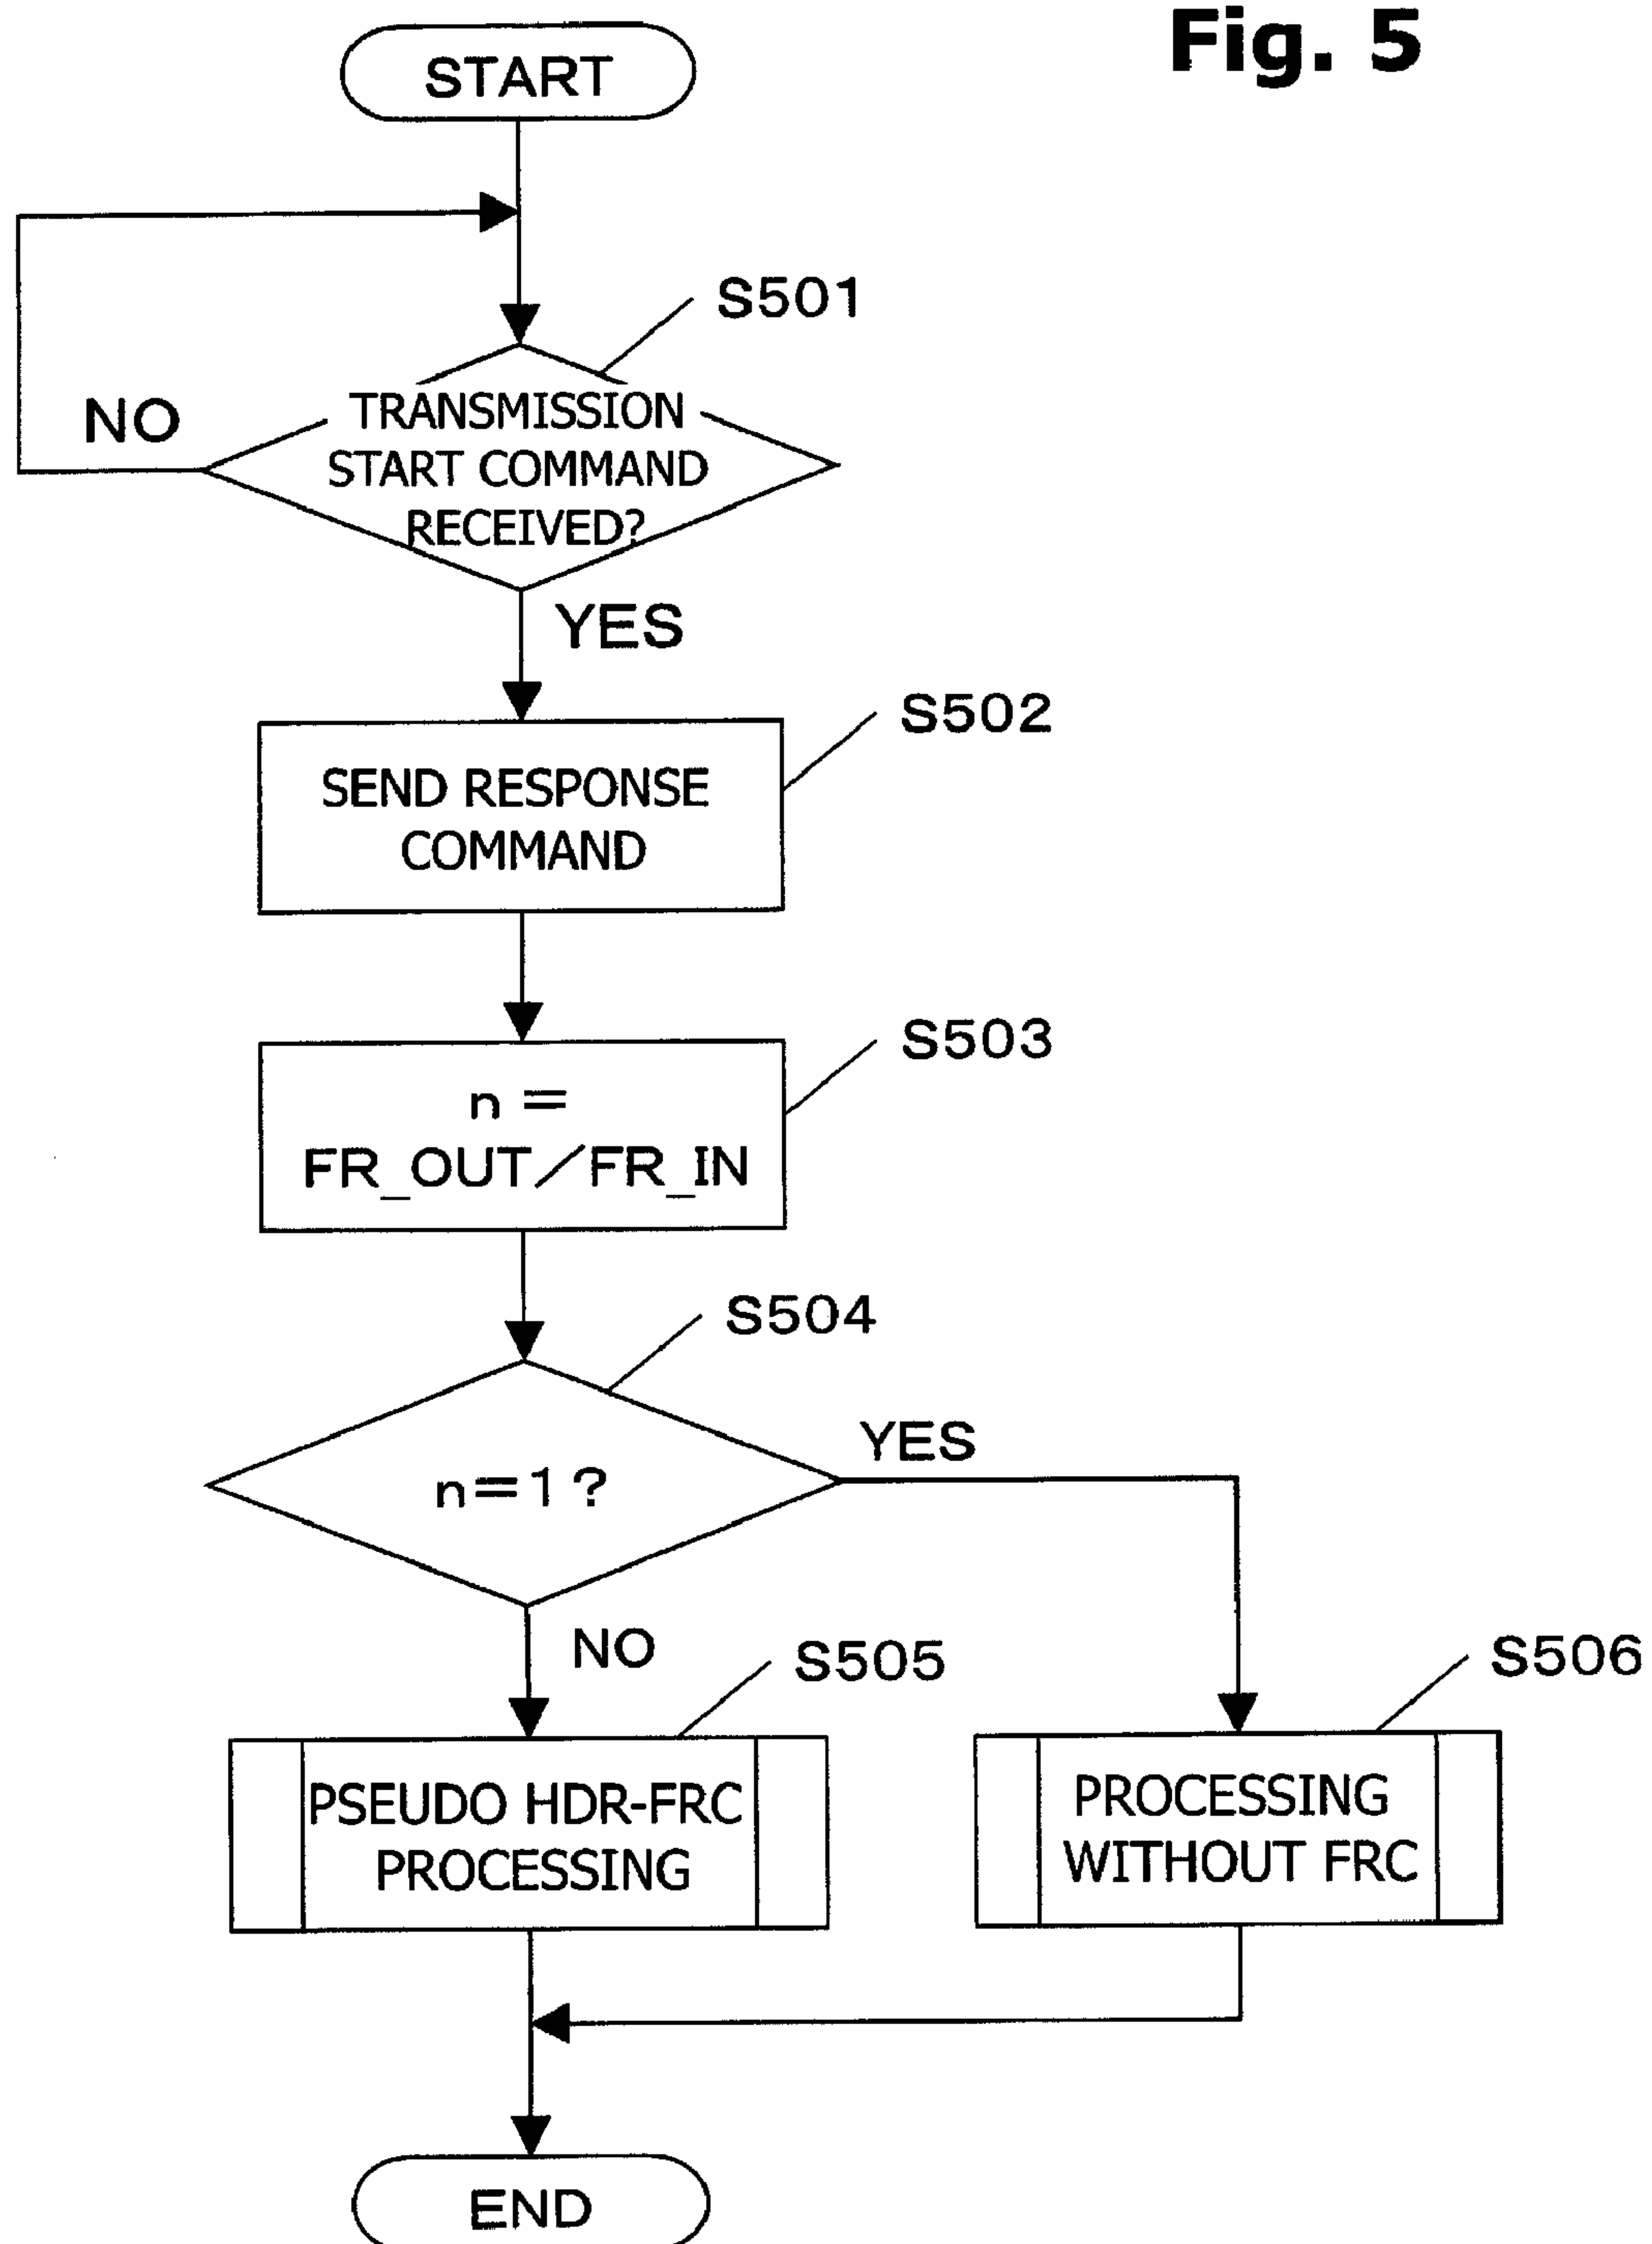 Fig. 5
START
S501
TRANSMISSION
START COMMAND
RECEIVED?
NO
YES
S502
SEND RESPONSE
COMMAND
S503
n =
FR_OUT/FR_IN
S504
n=1?
YES
NO
S505
S506
PSEUDO HDR-FRC
PROCESSING
PROCESSING
WITHOUT FRC
END